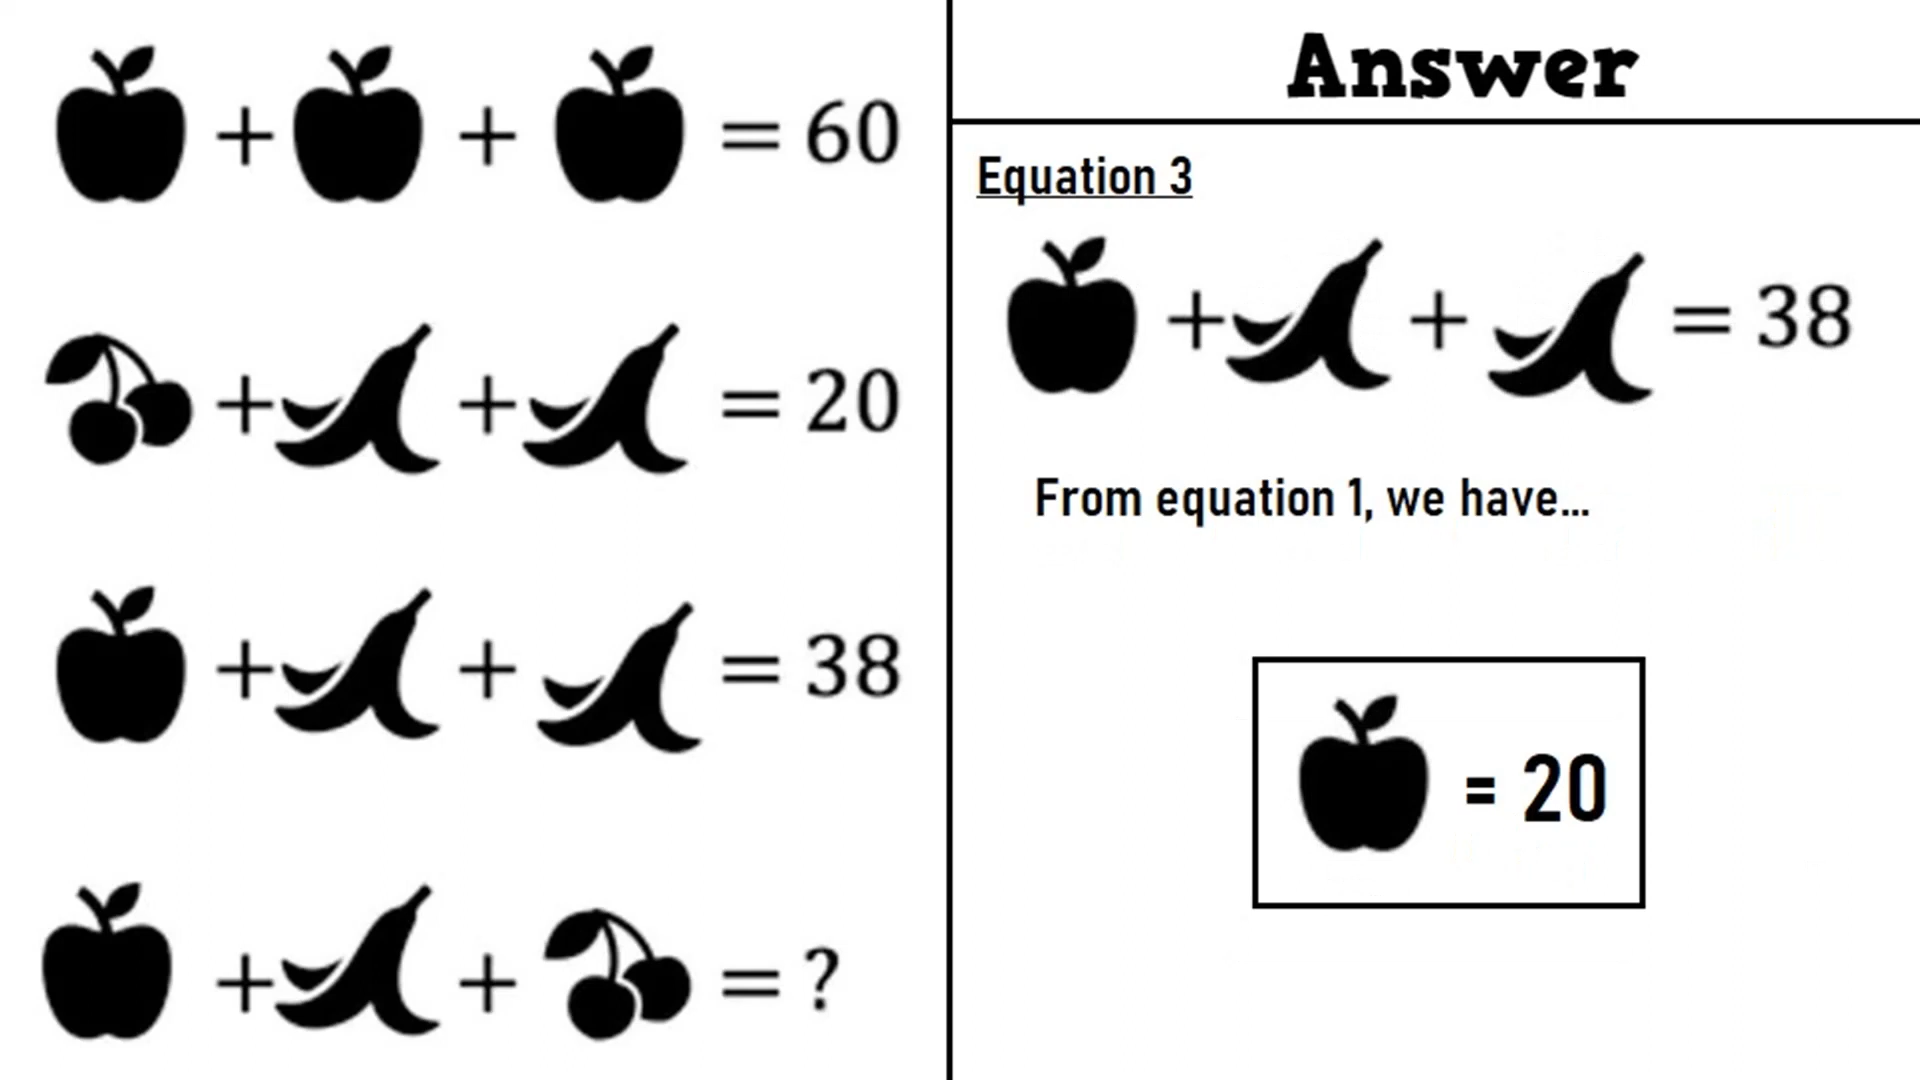 + + = 60
+ + = 20
+ + = 38
+ + = ?
Answer
Equation 3
+ + = 38
From equation 1, we have...
= 20